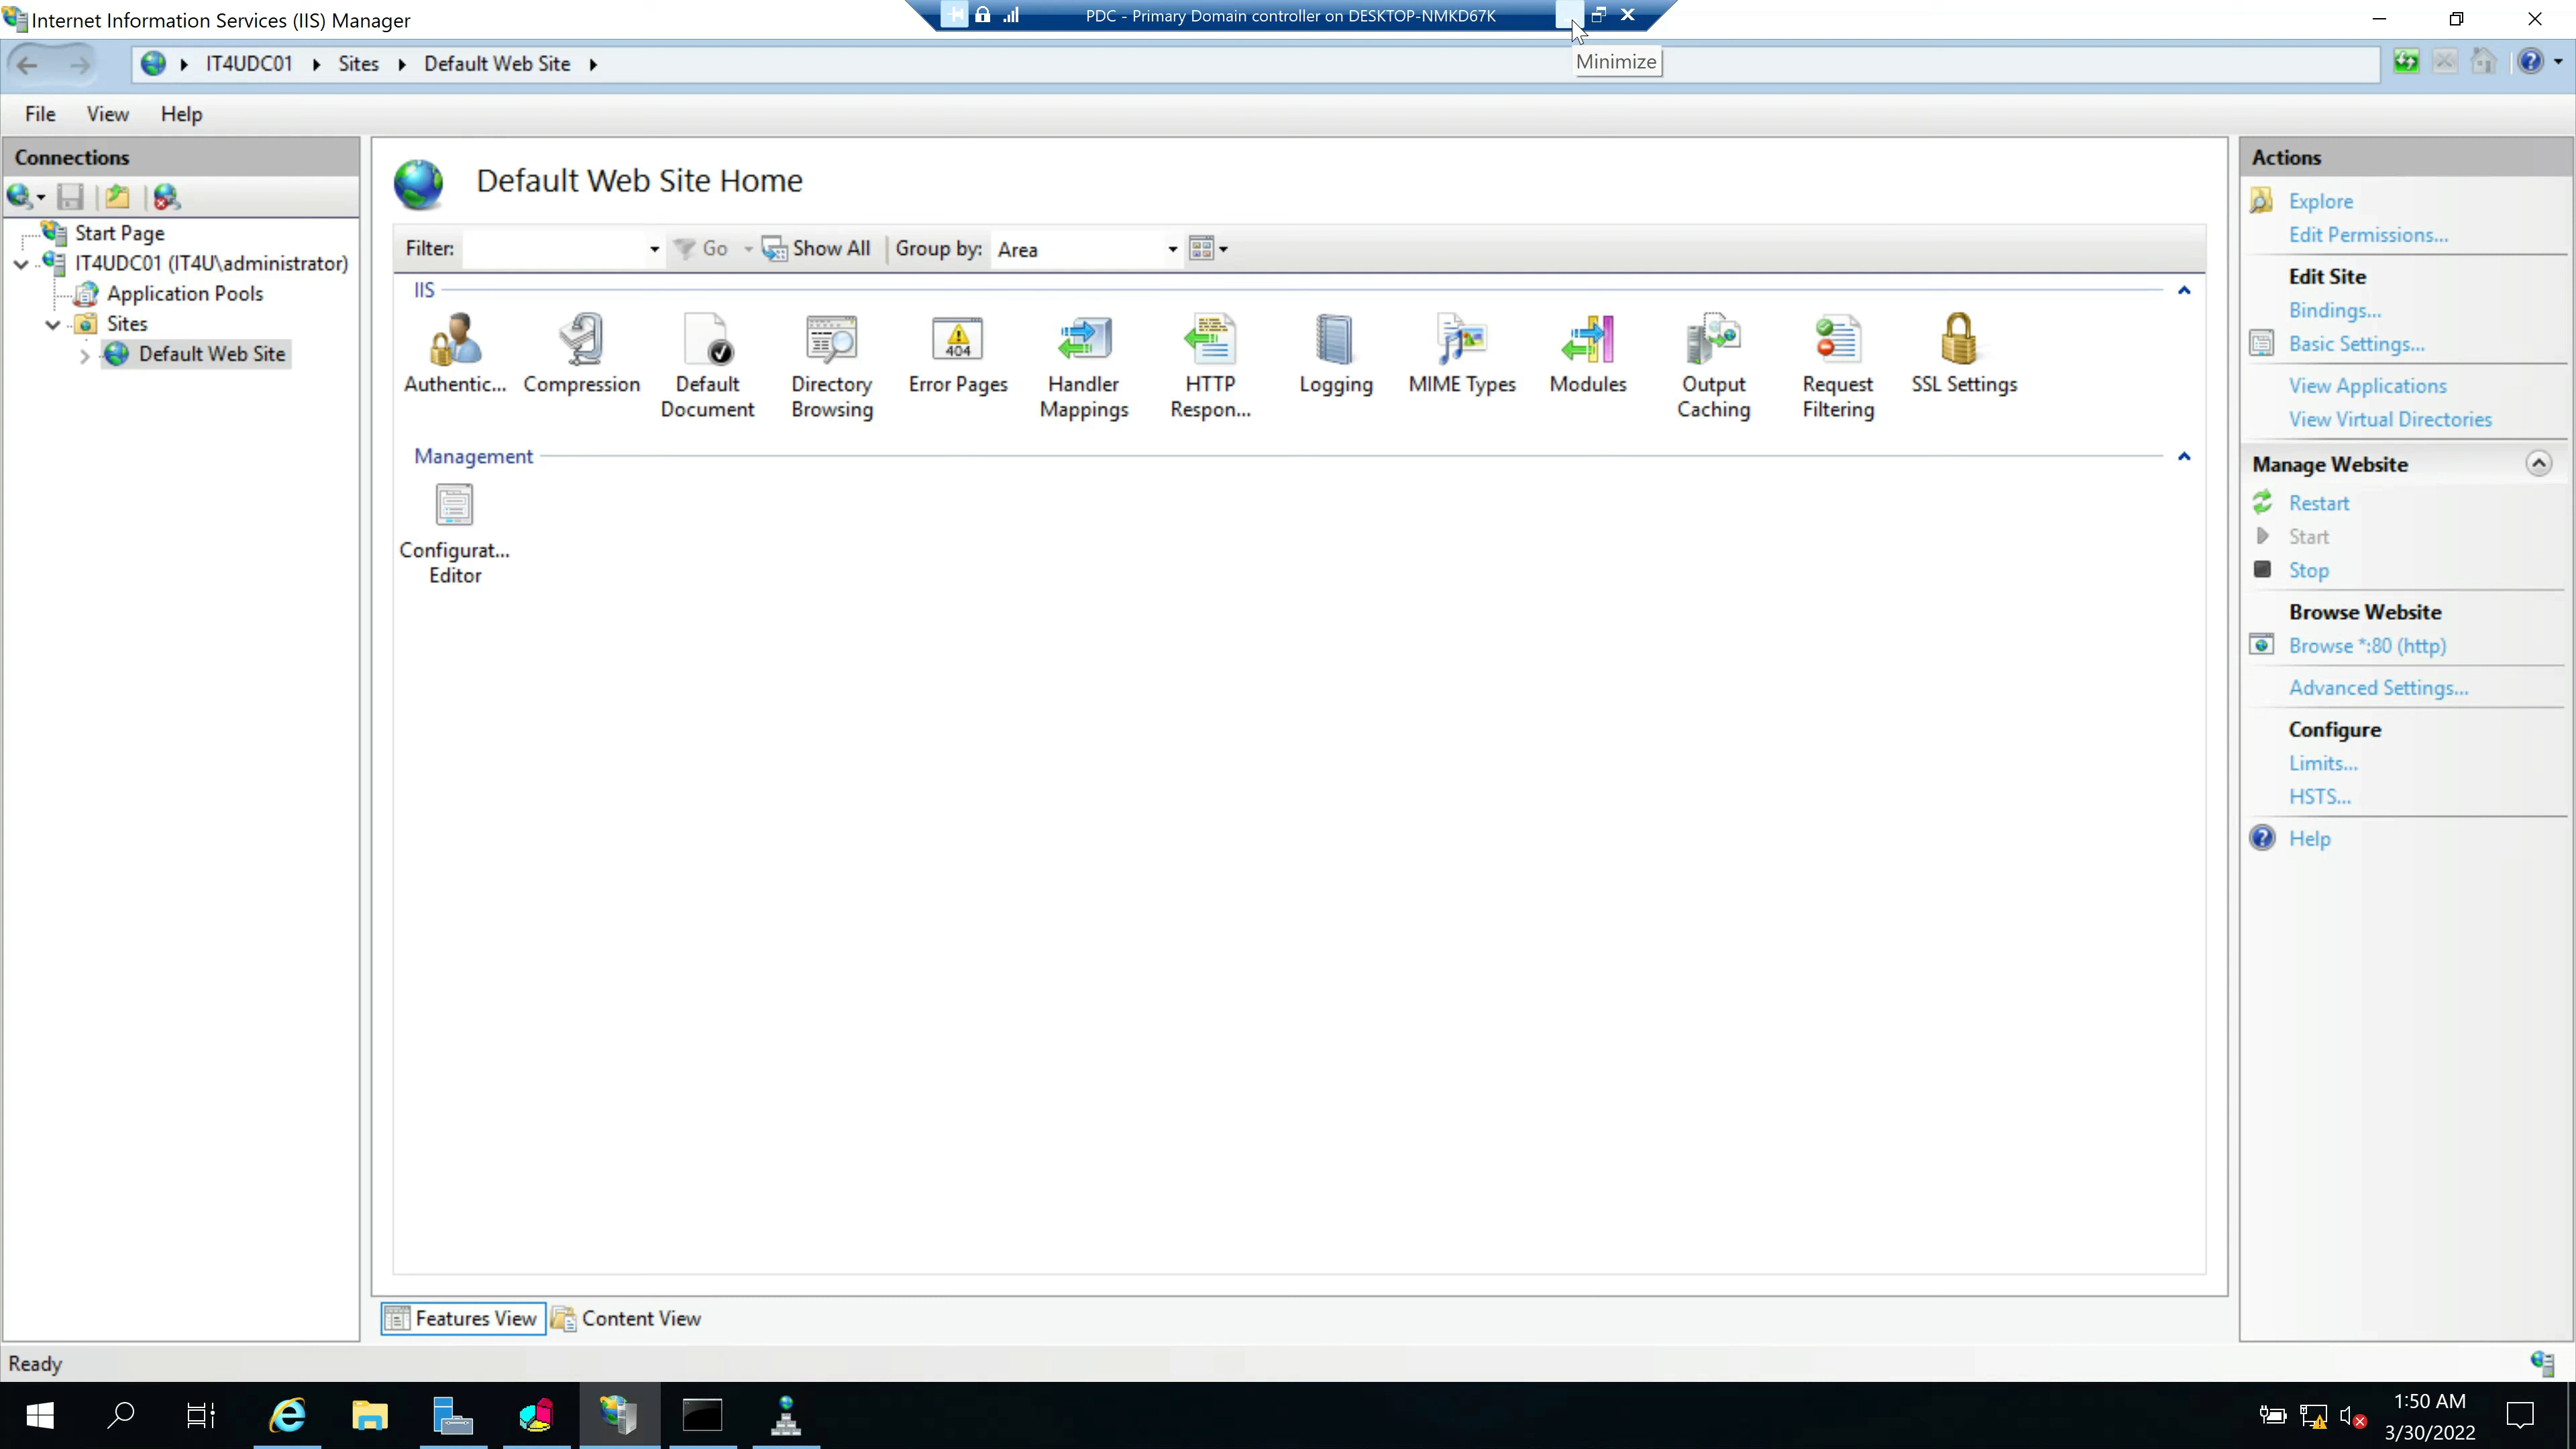 Internet Information Services (IIS) Manager
PDC - Primary Domain controller on DESKTOP-NMKD67K
Minimize
IT4UDC01
Sites
Default Web Site
File
View
Help
Connections
Start Page
IT4UDC01 (IT4U\administrator)
Application Pools
Sites
Default Web Site
Default Web Site Home
Filter:
Go
Show All
Group by:
Area
IIS
Authentic...
Compression
Default
Document
Directory
Browsing
Error Pages
404
Handler
Mappings
HTTP
Respon...
Logging
MIME Types
Modules
Output
Caching
Request
Filtering
SSL Settings
Management
Configurat...
Editor
Features View
Content View
Actions
Explore
Edit Permissions...
Edit Site
Bindings...
Basic Settings...
View Applications
View Virtual Directories
Manage Website
Restart
Start
Stop
Browse Website
Browse *:80 (http)
Advanced Settings...
Configure
Limits...
HSTS...
Help
Ready
1:50 AM
3/30/2022